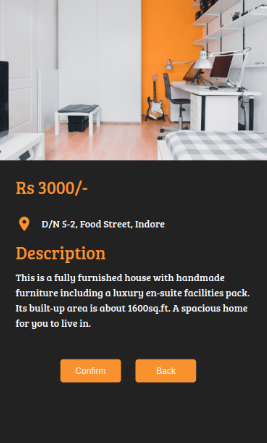 Rs 3000/-
D/N 5-2, Food Street, Indore
Description
This is a fully furnished house with handmade
furniture including a luxury en-suite facilities pack.
Its built-up area is about 1600sq.ft. A spacious home
for you to live in.
Confirm Back